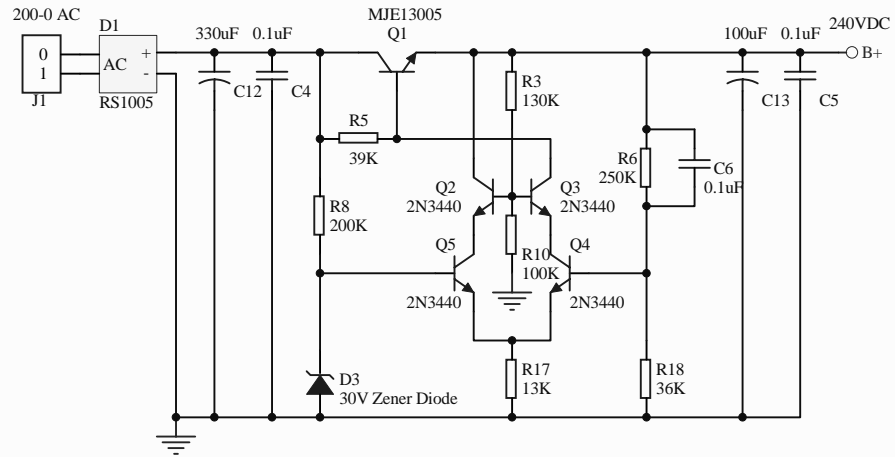 200-0 AC
D1
0
1
J1
AC
+
-
RS1005
330uF
C12
0.1uF
C4
MJE13005
Q1
R5
39K
R8
200K
R3
130K
Q2
2N3440
Q3
2N3440
Q5
2N3440
R10
100K
Q4
2N3440
R6
250K
C6
0.1uF
100uF
C13
0.1uF
C5
240VDC
B+
D3
30V Zener Diode
R17
13K
R18
36K